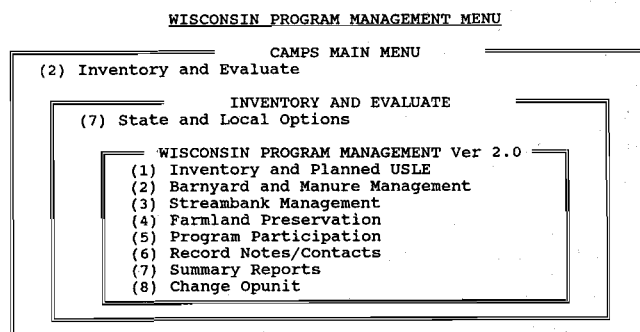 WISCONSIN PROGRAM MANAGEMENT MENU
CAMPS MAIN MENU
(2) Inventory and Evaluate
INVENTORY AND EVALUATE
(7) State and Local Options
WISCONSIN PROGRAM MANAGEMENT Ver 2.0
(1) Inventory and Planned USLE
(2) Barnyard and Manure Management
(3) Streambank Management
(4) Farmland Preservation
(5) Program Participation
(6) Record Notes/Contacts
(7) Summary Reports
(8) Change Opunit